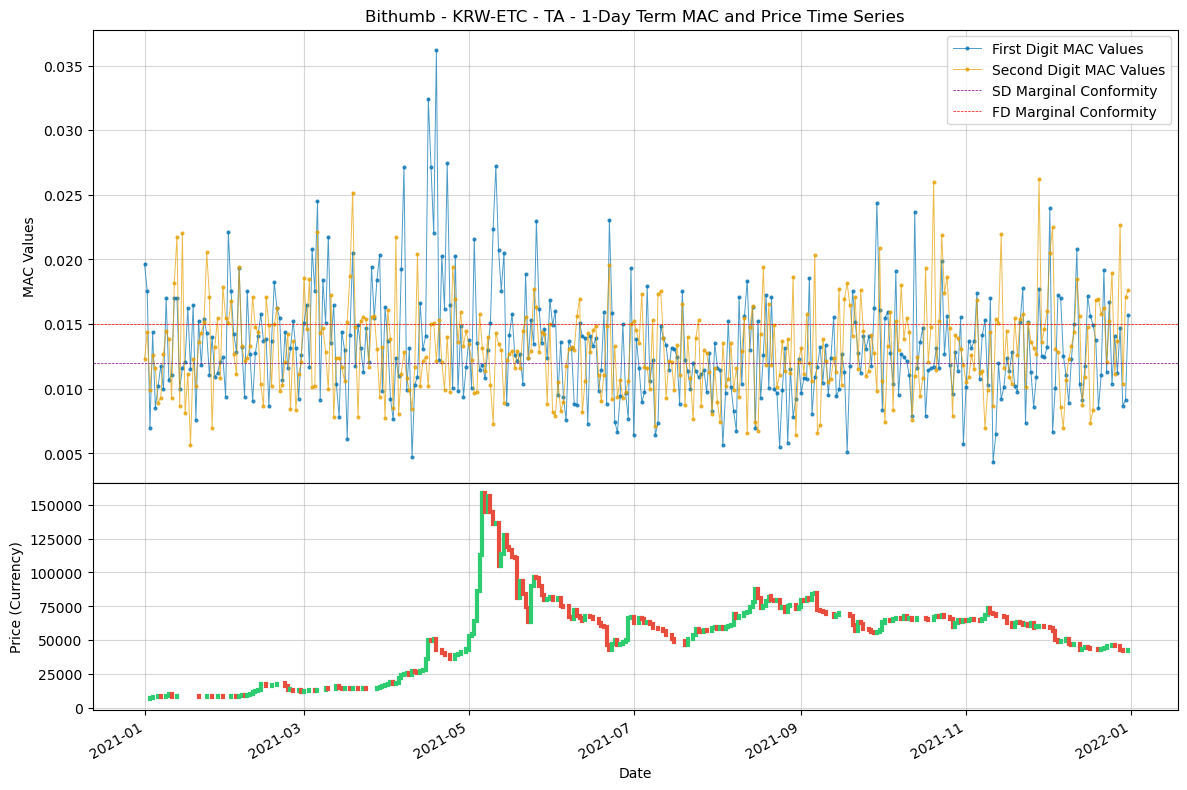 Bithumb - KRW-ETC - TA - 1-Day Term MAC and Price Time Series
First Digit MAC Values
Second Digit MAC Values
SD Marginal Conformity
FD Marginal Conformity
MAC Values
0.035
0.030
0.025
0.020
0.015
0.010
0.005
Price (Currency)
150000
125000
100000
75000
50000
25000
0
2021-01
2021-03
2021-05
2021-07
2021-09
2021-11
2022-01
Date